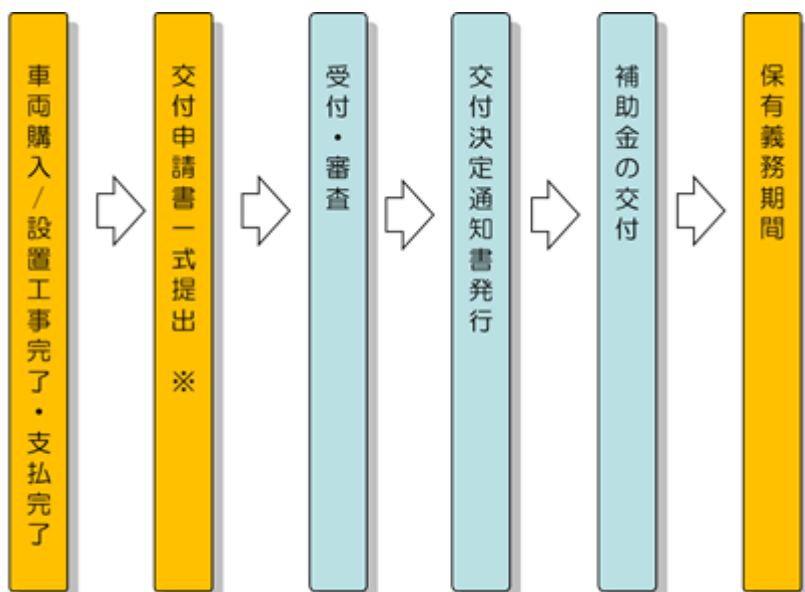 車両購入/設置工事完了・支払完了
交付申請書一式提出　※
受付・審査
交付決定通知書発行
補助金の交付
保有義務期間